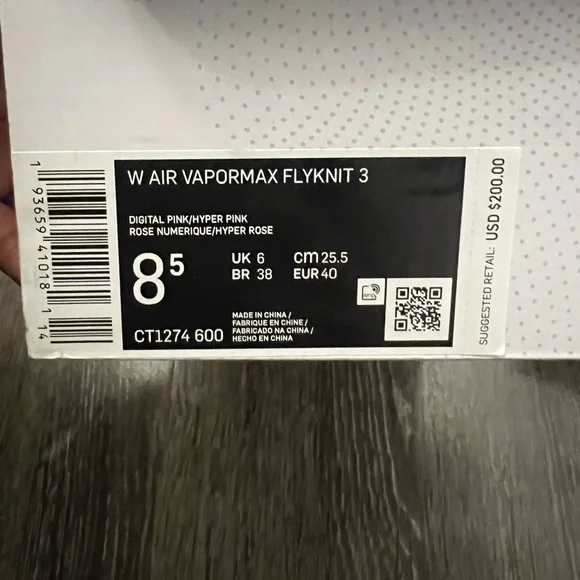 W AIR VAPORMAX FLYKNIT 3
DIGITAL PINK/HYPER PINK
ROSE NUMERIQUE/HYPER ROSE
8⁵
UK 6
cm 25.5
BR 38
EUR 40
CT1274 600
MADE IN CHINA /
FABRIQUE EN CHINE /
FABRICADO NA CHINA /
HECHO EN CHINA
1 93659 41018 1 14
SUGGESTED RETAIL: USD $200.00